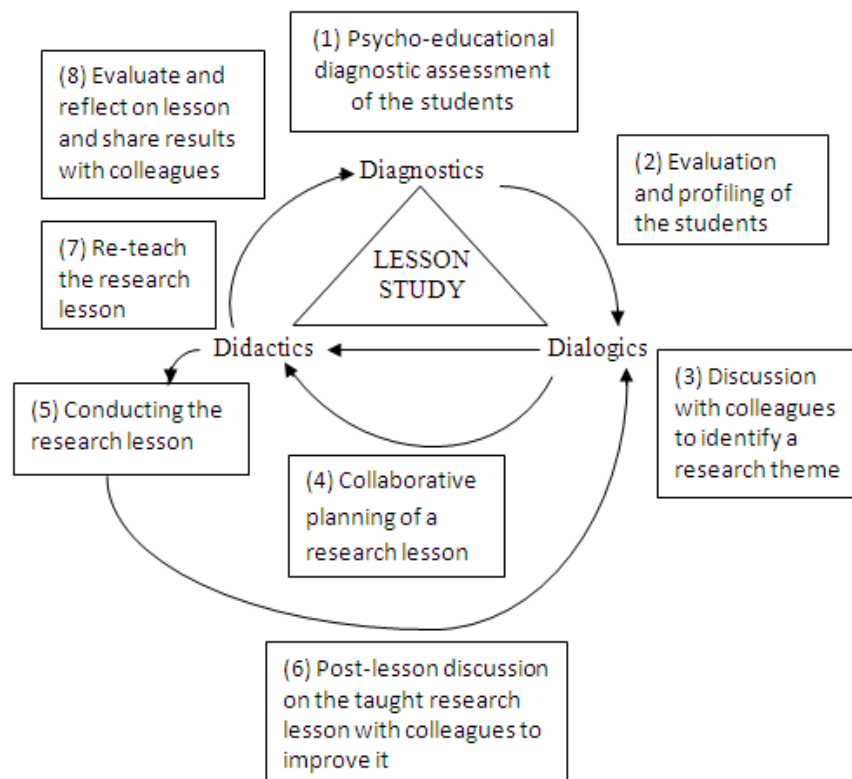 (1) Psycho-educational
diagnostic assessment
of the students
(8) Evaluate and
reflect on lesson
and share results
with colleagues
(2) Evaluation
and profiling of
the students
Diagnostics
(7) Re-teach
the research
lesson
LESSON
STUDY
Didactics
Dialogics
(3) Discussion
with colleagues
to identify a
research theme
(5) Conducting the
research lesson
(4) Collaborative
planning of a
research lesson
(6) Post-lesson discussion
on the taught research
lesson with colleagues to
improve it